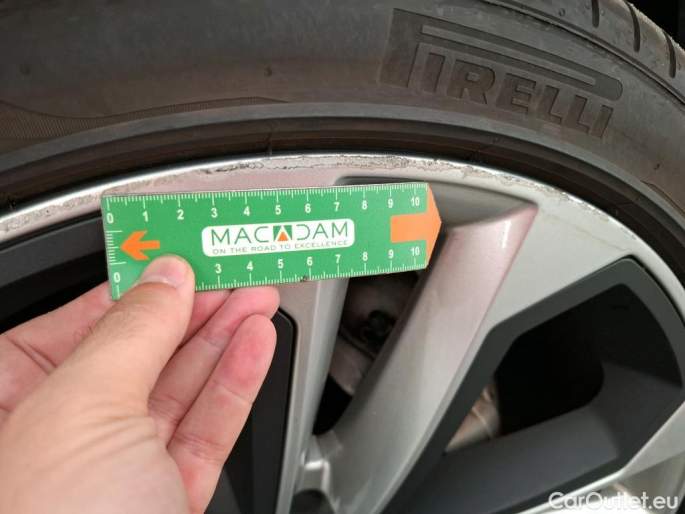 PIRELLI
0 1 2 3 4 5 6 7 8 9 10
MACADAM
ON THE ROAD TO EXCELLENCE
0 3 4 5 6 7 8 9 10
CarOutlet.eu